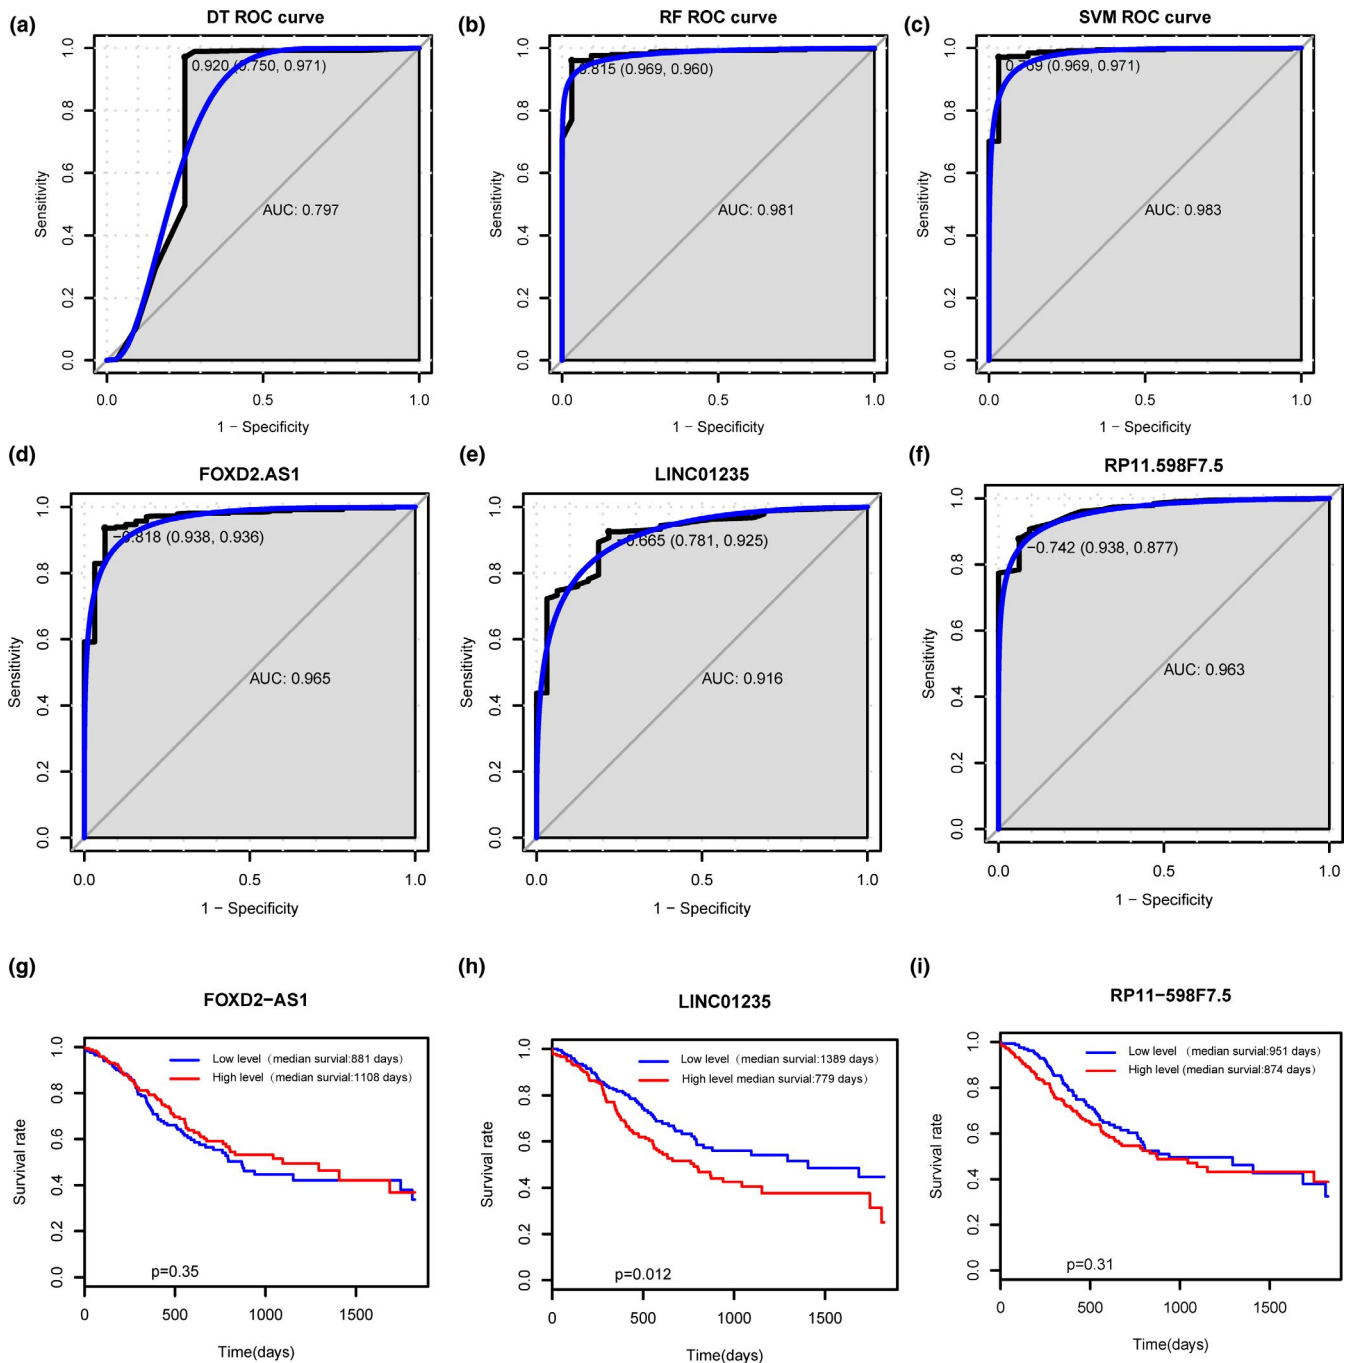 (a)
DT ROC curve
0.920 (0.750, 0.971)
AUC: 0.797
Sensitivity
0.0 0.2 0.4 0.6 0.8 1.0
0.0 0.5 1.0
1 − Specificity
(b)
RF ROC curve
0.815 (0.969, 0.960)
AUC: 0.981
Sensitivity
0.0 0.2 0.4 0.6 0.8 1.0
0.0 0.5 1.0
1 − Specificity
(c)
SVM ROC curve
(0.969, 0.971)
AUC: 0.983
Sensitivity
0.0 0.2 0.4 0.6 0.8 1.0
0.0 0.5 1.0
1 − Specificity
(d)
FOXD2.AS1
−0.818 (0.938, 0.936)
AUC: 0.965
Sensitivity
0.0 0.2 0.4 0.6 0.8 1.0
0.0 0.5 1.0
1 − Specificity
(e)
LINC01235
−0.665 (0.781, 0.925)
AUC: 0.916
Sensitivity
0.0 0.2 0.4 0.6 0.8 1.0
0.0 0.5 1.0
1 − Specificity
(f)
RP11.598F7.5
−0.742 (0.938, 0.877)
AUC: 0.963
Sensitivity
0.0 0.2 0.4 0.6 0.8 1.0
0.0 0.5 1.0
1 − Specificity
(g)
FOXD2−AS1
Low level（median survial:881 days）
High level（median survial:1108 days）
p=0.35
Survival rate
0.0 0.2 0.4 0.6 0.8 1.0
0 500 1000 1500
Time(days)
(h)
LINC01235
Low level（median survial:1389 days）
High level median survial:779 days）
p=0.012
Survival rate
0.0 0.2 0.4 0.6 0.8 1.0
0 500 1000 1500
Time(days)
(i)
RP11−598F7.5
Low level （median survial:951 days）
High level (median survial:874 days）
p=0.31
Survival rate
0.0 0.2 0.4 0.6 0.8 1.0
0 500 1000 1500
Time(days)